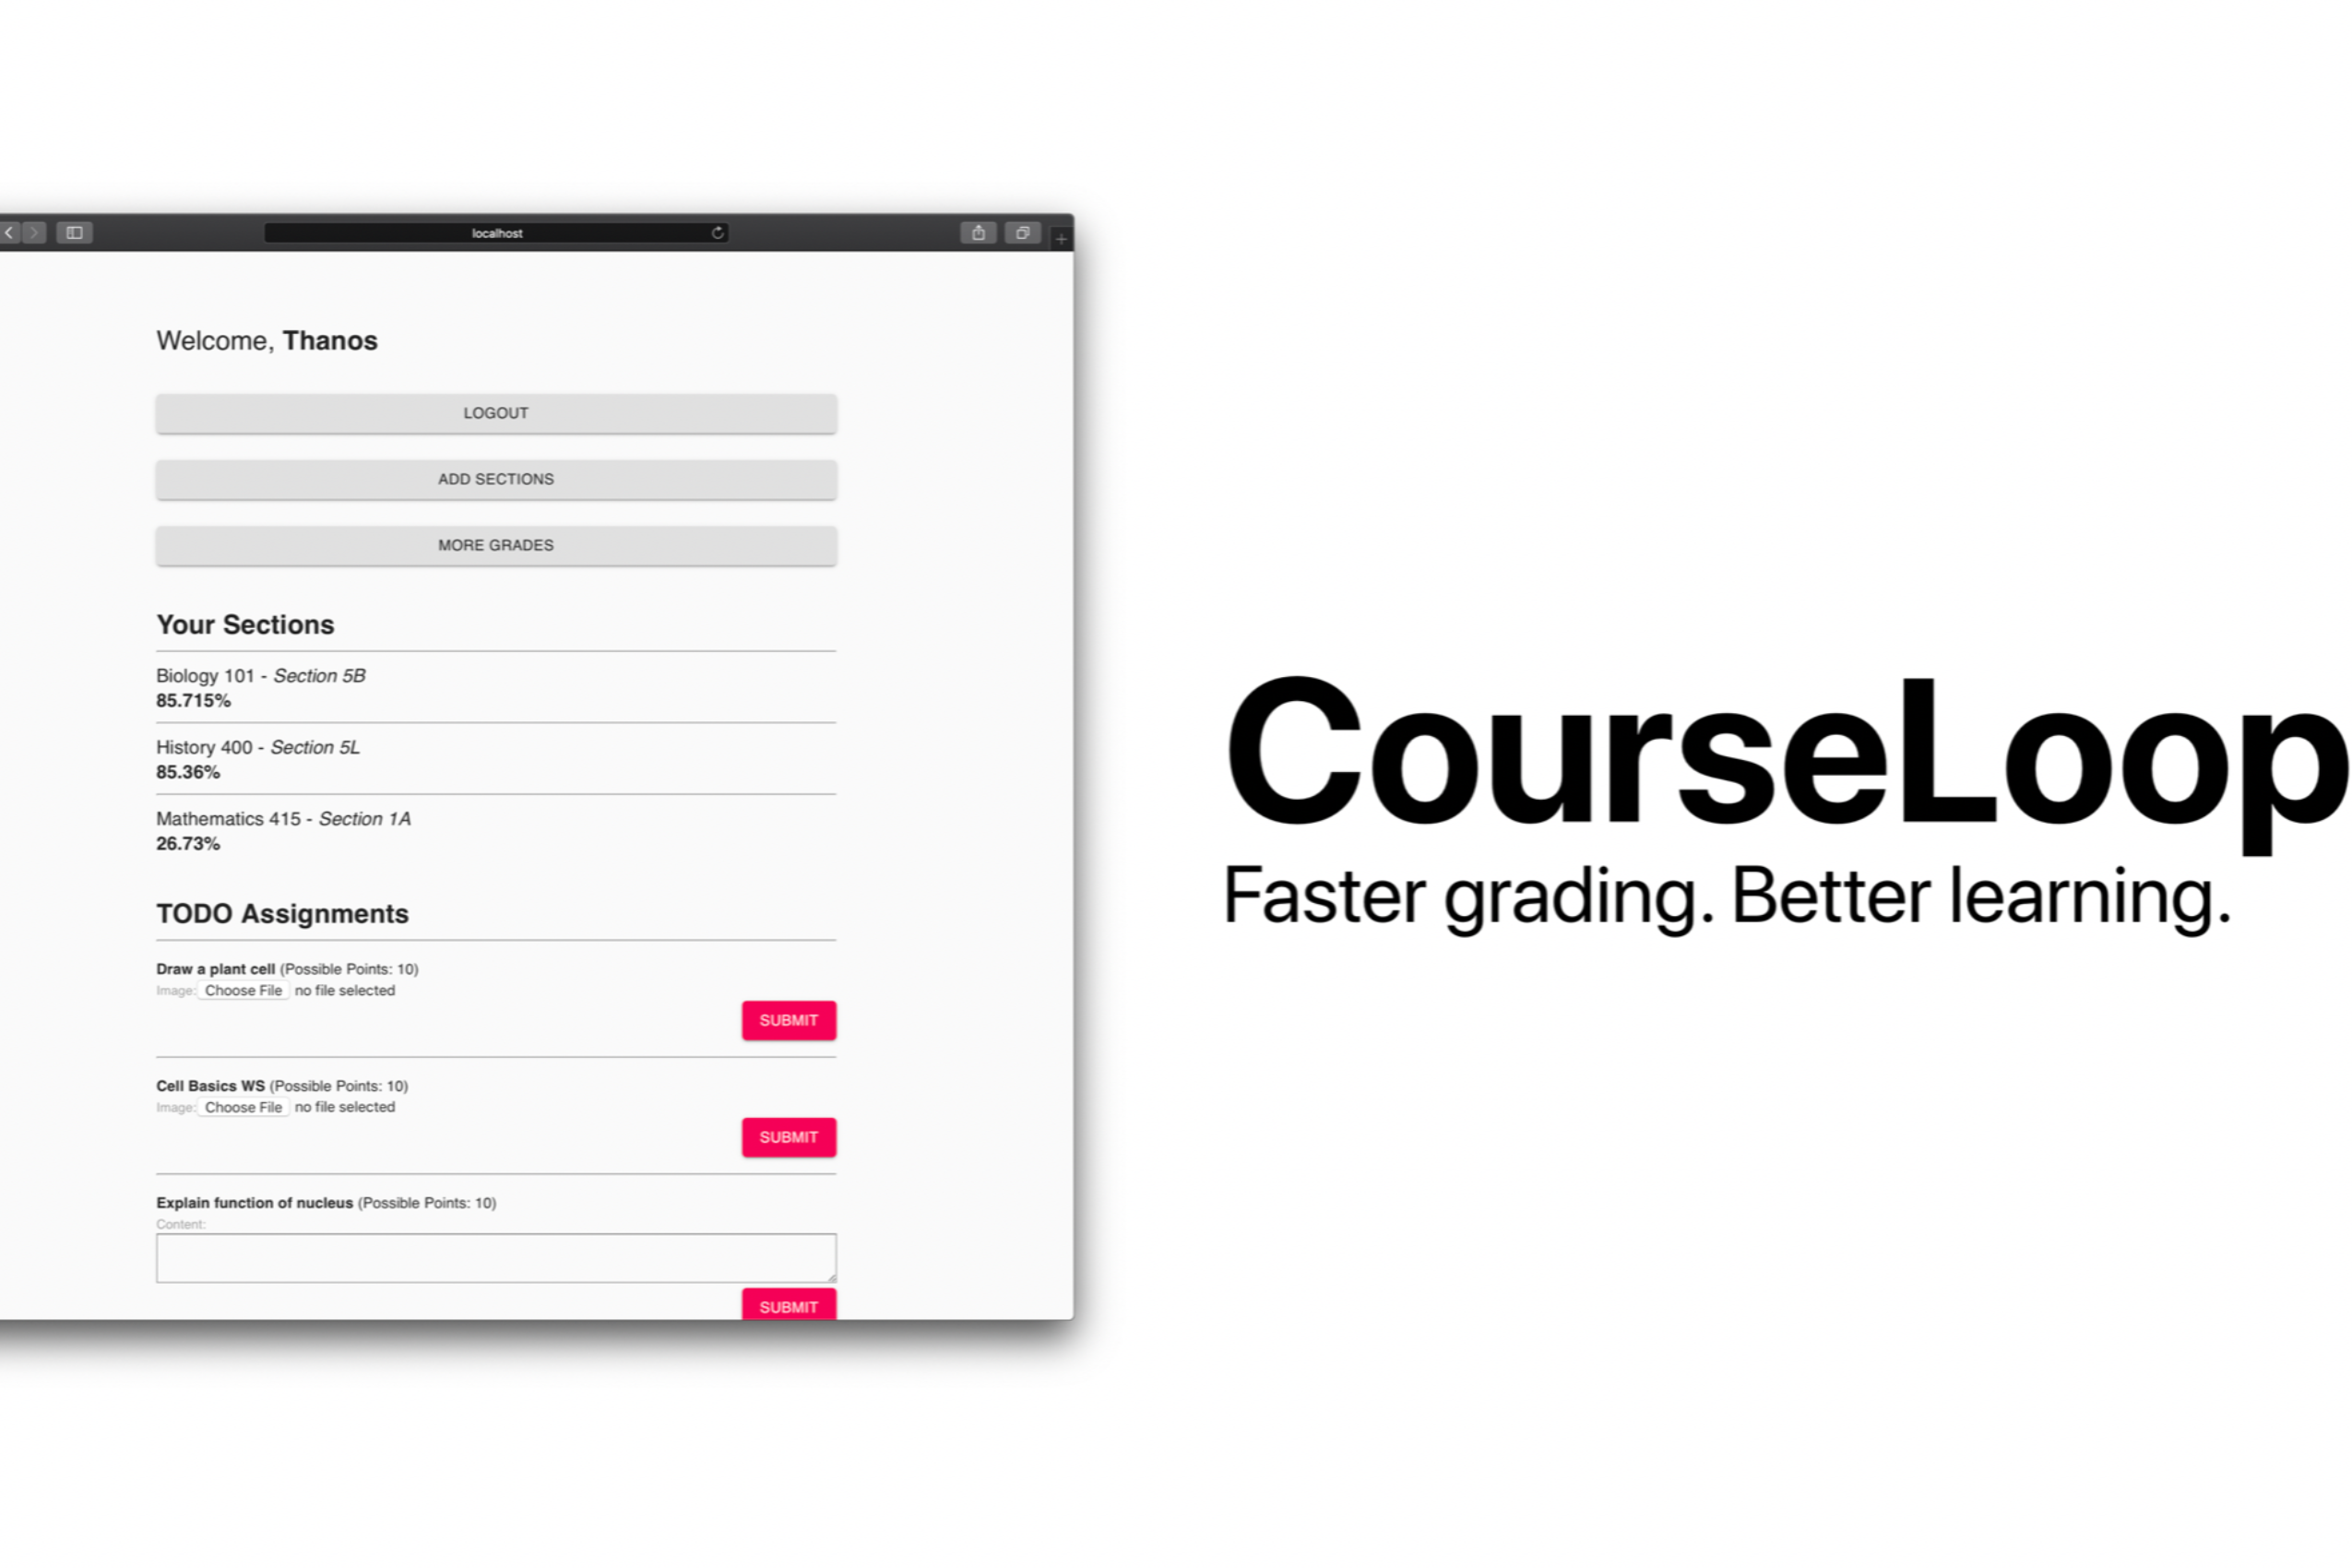 localhost
Welcome, Thanos
LOGOUT
ADD SECTIONS
MORE GRADES
Your Sections
Biology 101 - Section 5B
85.715%
History 400 - Section 5L
85.36%
Mathematics 415 - Section 1A
26.73%
TODO Assignments
Draw a plant cell (Possible Points: 10)
Image: Choose File no file selected
SUBMIT
Cell Basics WS (Possible Points: 10)
Image: Choose File no file selected
SUBMIT
Explain function of nucleus (Possible Points: 10)
Content:
SUBMIT
CourseLoop
Faster grading. Better learning.